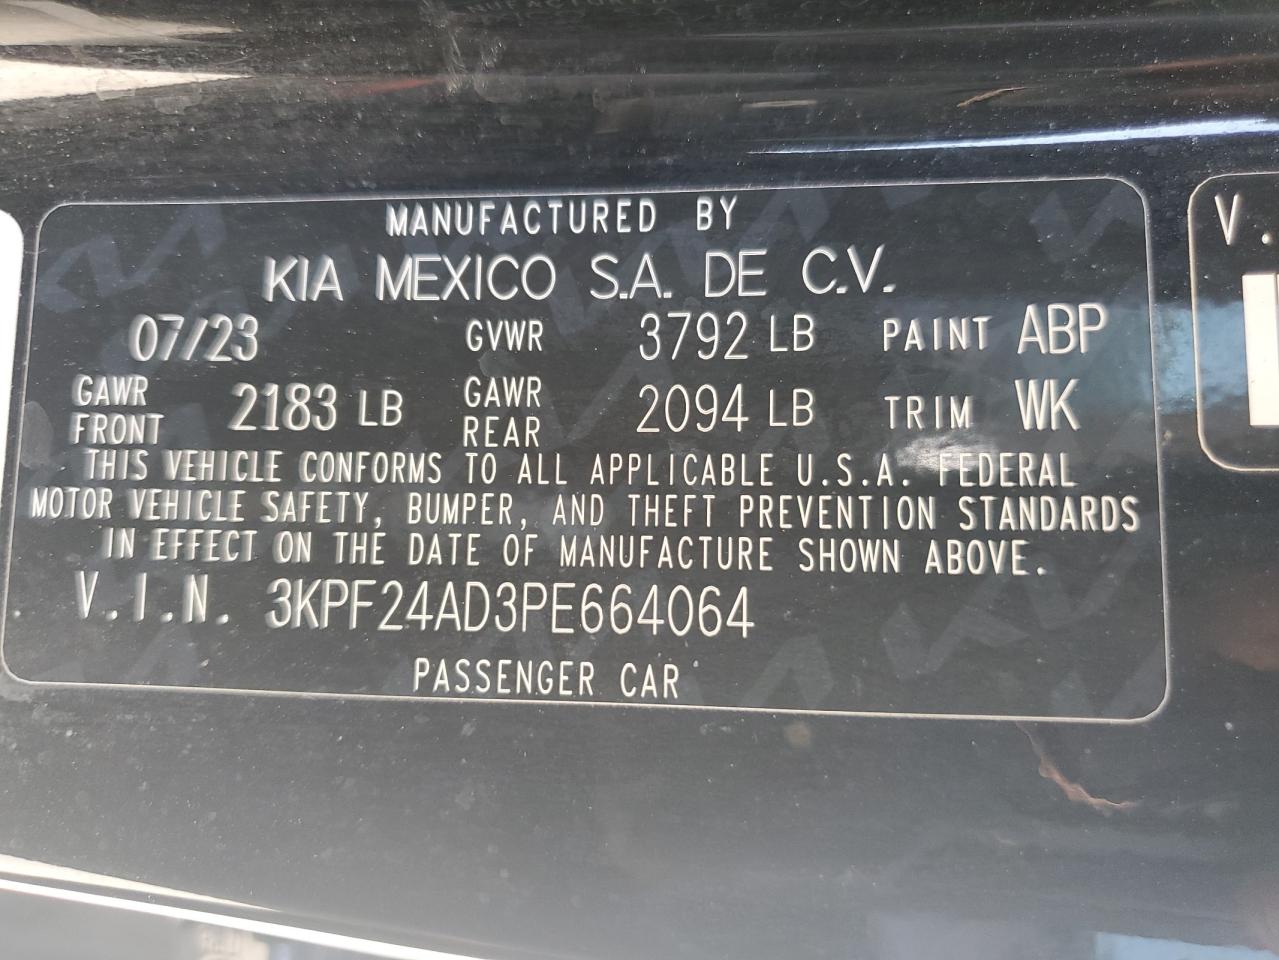 MANUFACTURED BY
KIA MEXICO S.A. DE C.V.
07/23 GVWR 3792 LB PAINT ABP
GAWR FRONT 2183 LB GAWR REAR 2094 LB TRIM WK
THIS VEHICLE CONFORMS TO ALL APPLICABLE U.S.A. FEDERAL
MOTOR VEHICLE SAFETY, BUMPER, AND THEFT PREVENTION STANDARDS
IN EFFECT ON THE DATE OF MANUFACTURE SHOWN ABOVE.
V.I.N. 3KPF24AD3PE664064
PASSENGER CAR
V.